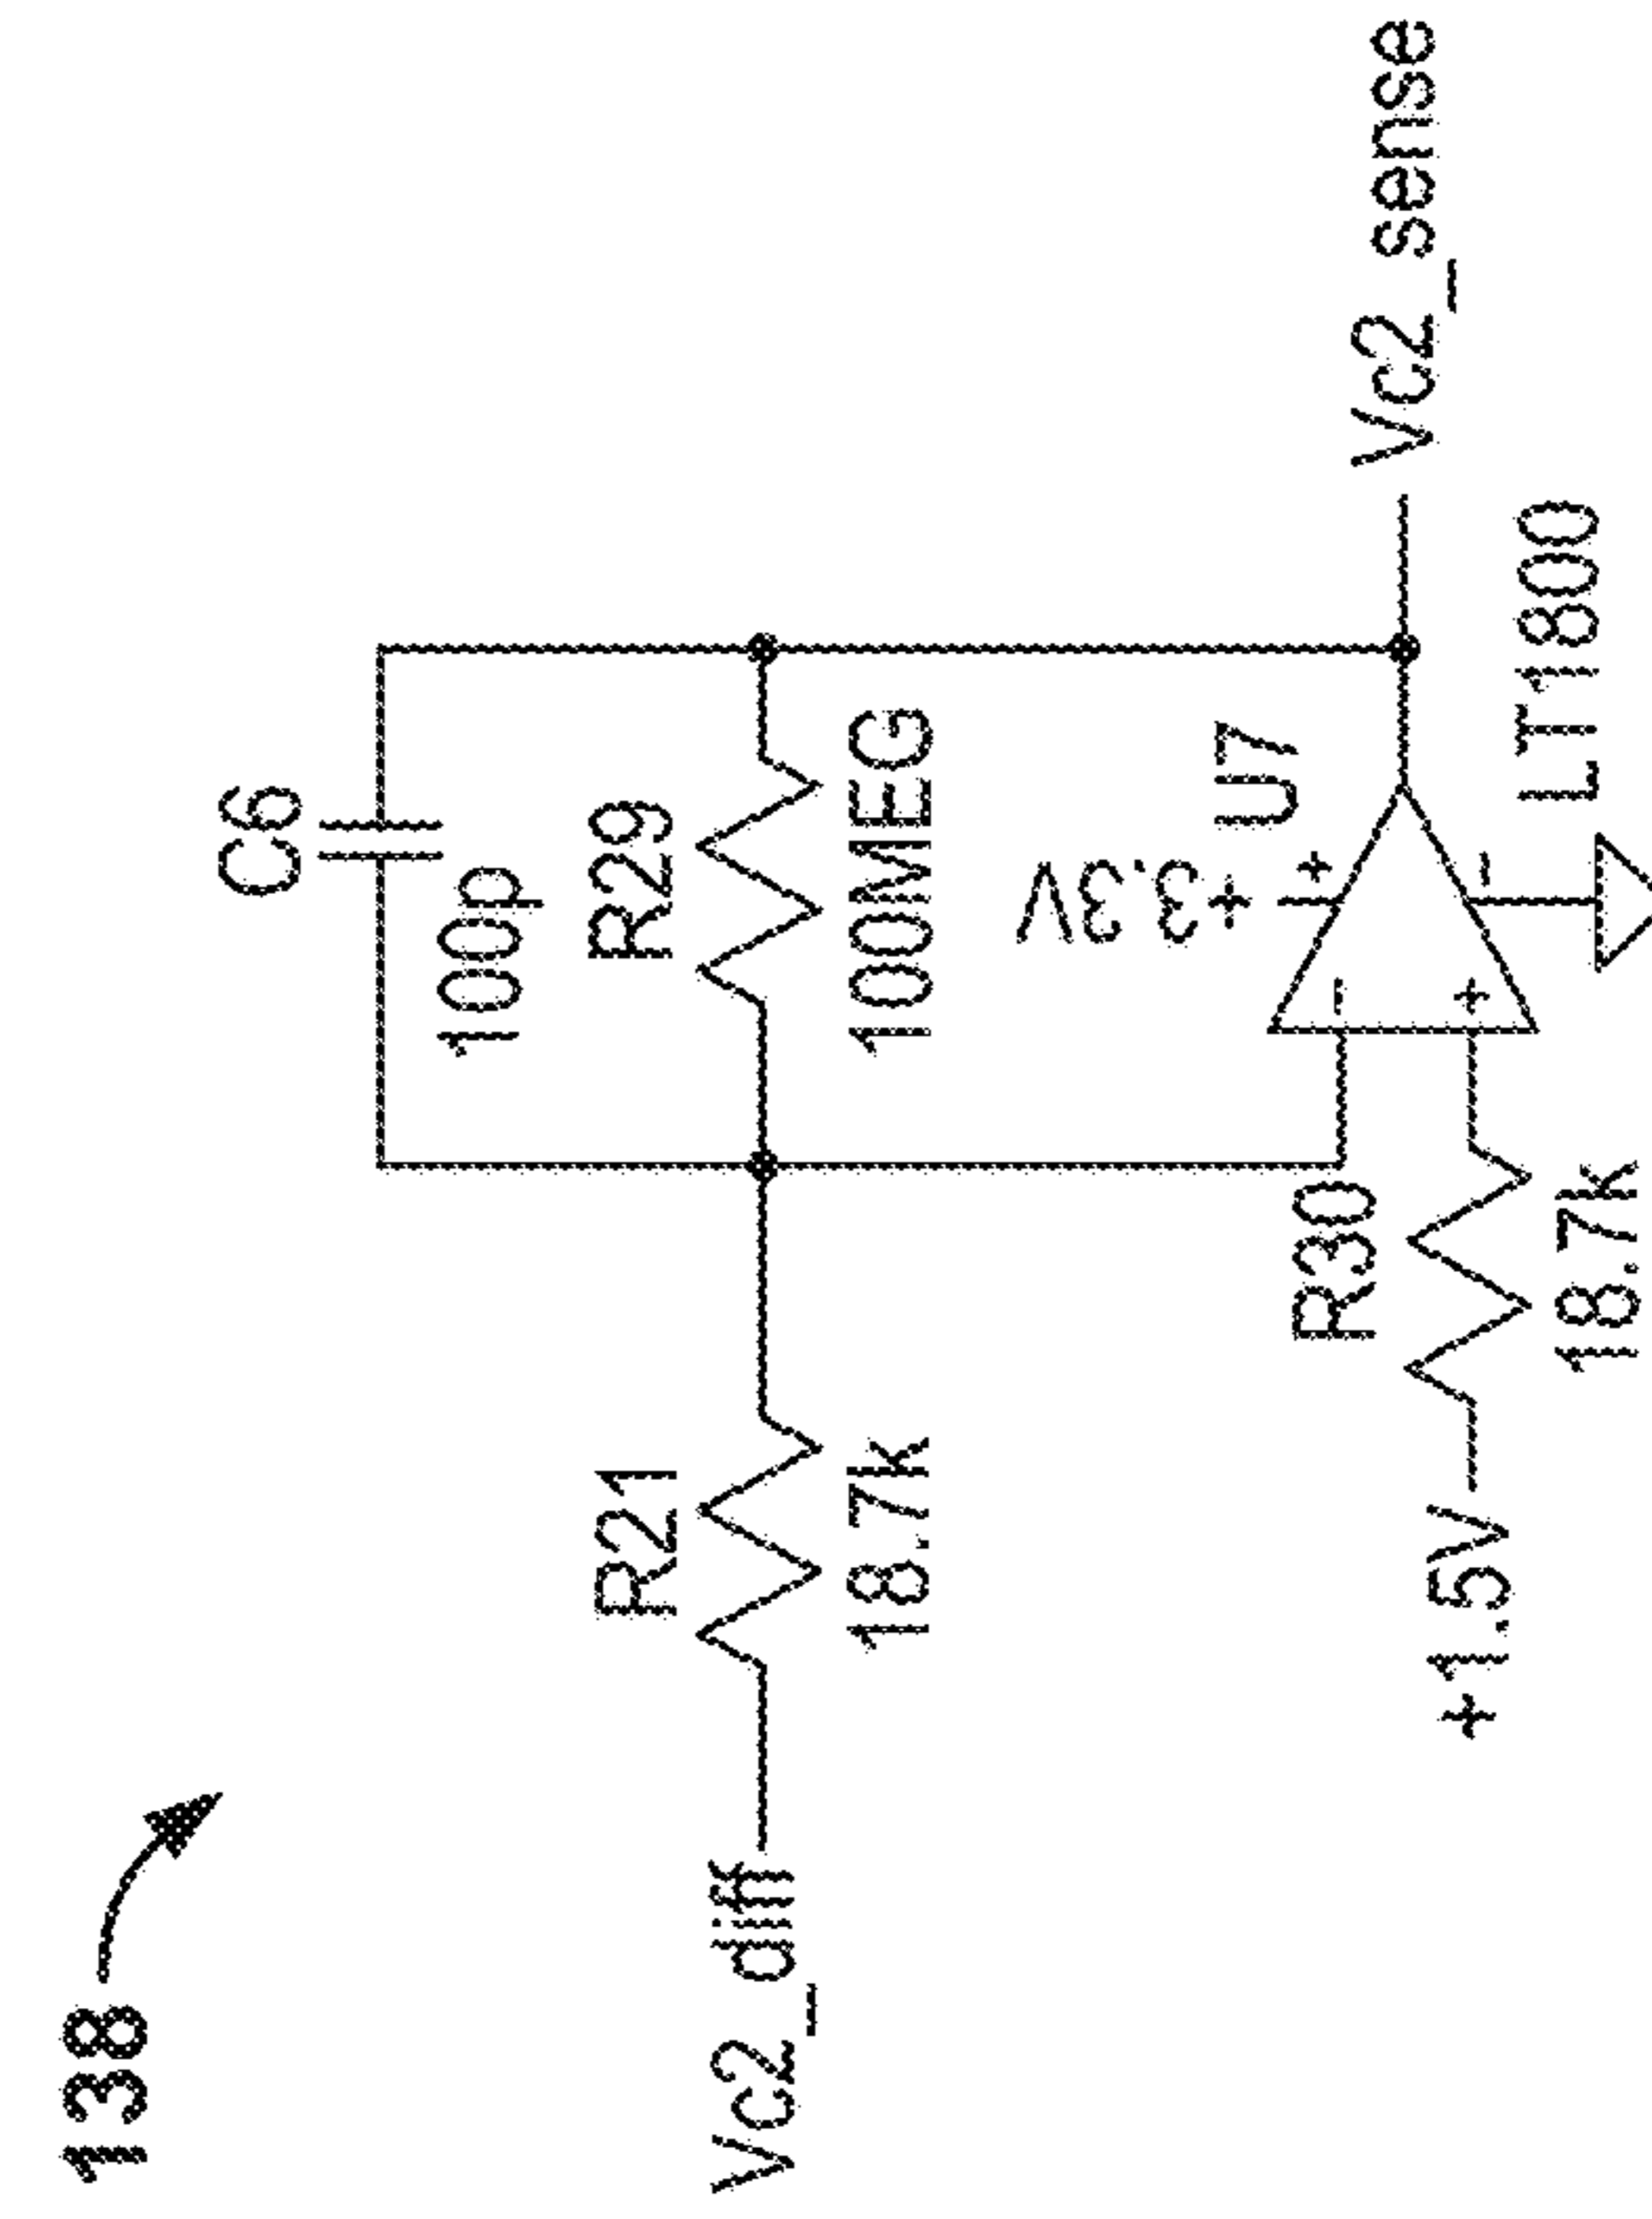 138
C6
100p
R29
100MEG
R21
18.7k
Vc2_diff
+3.3V
+
U7
-
+
-
LT1800
Vc2_sense
R30
18.7k
+1.5V